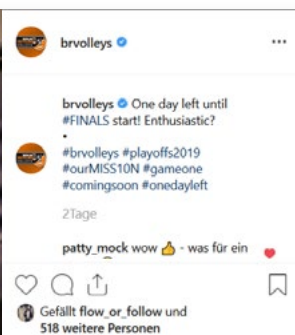 brvolleys
brvolleys One day left until
#FINALS start! Enthusiastic?
•
#brvolleys #playoffs2019
#ourMISS10N #gameone
#comingsoon #onedayleft
2Tage
patty_mock wow 👍 - was für ein
Gefällt flow_or_follow und
518 weitere Personen